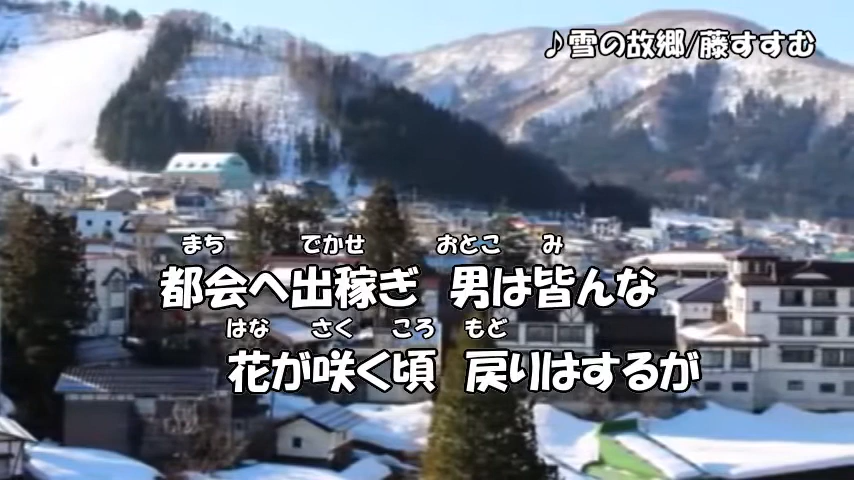 ♪雪の故郷/藤すすむ
まち でかせ おとこ み
都会へ出稼ぎ 男は皆んな
はな さく ころ もど
花が咲く頃 戻りはするが